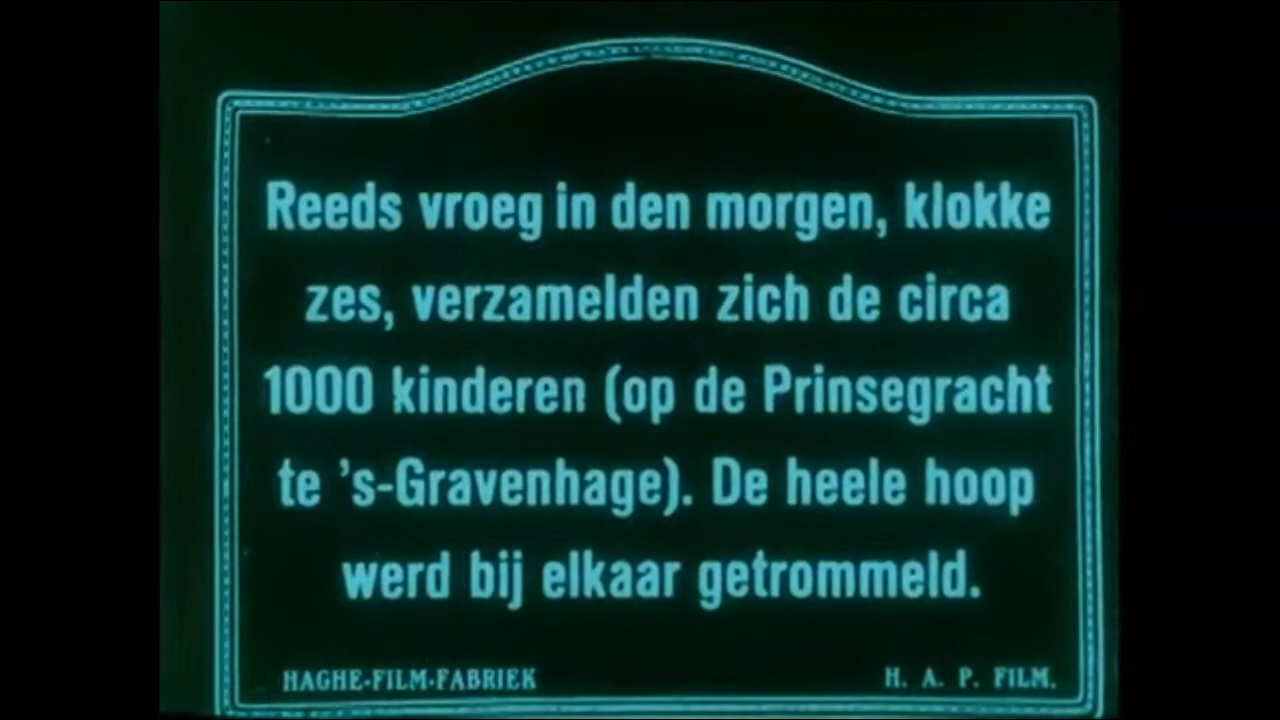 Reeds vroeg in den morgen, klokke
zes, verzamelden zich de circa
1000 kinderen (op de Prinsegracht
te ’s-Gravenhage). De heele hoop
werd bij elkaar getrommeld.
HAGHE-FILM-FABRIEK H. A. P. FILM.